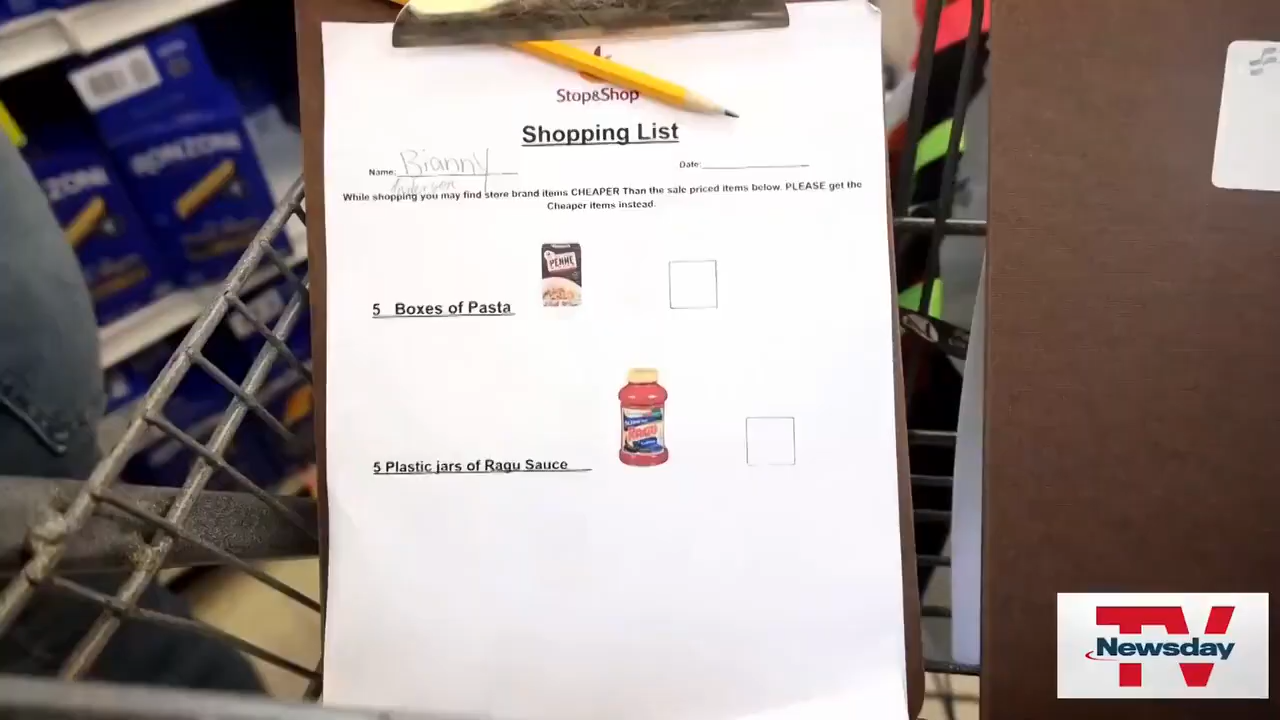 Stop&Shop
Shopping List
Name: Bianny Date:
While shopping you may find store brand items CHEAPER Than the sale priced items below. PLEASE get the
Cheaper items instead.
PENNE
5 Boxes of Pasta
RAGU
5 Plastic jars of Ragu Sauce
RONZONI
TV
Newsday